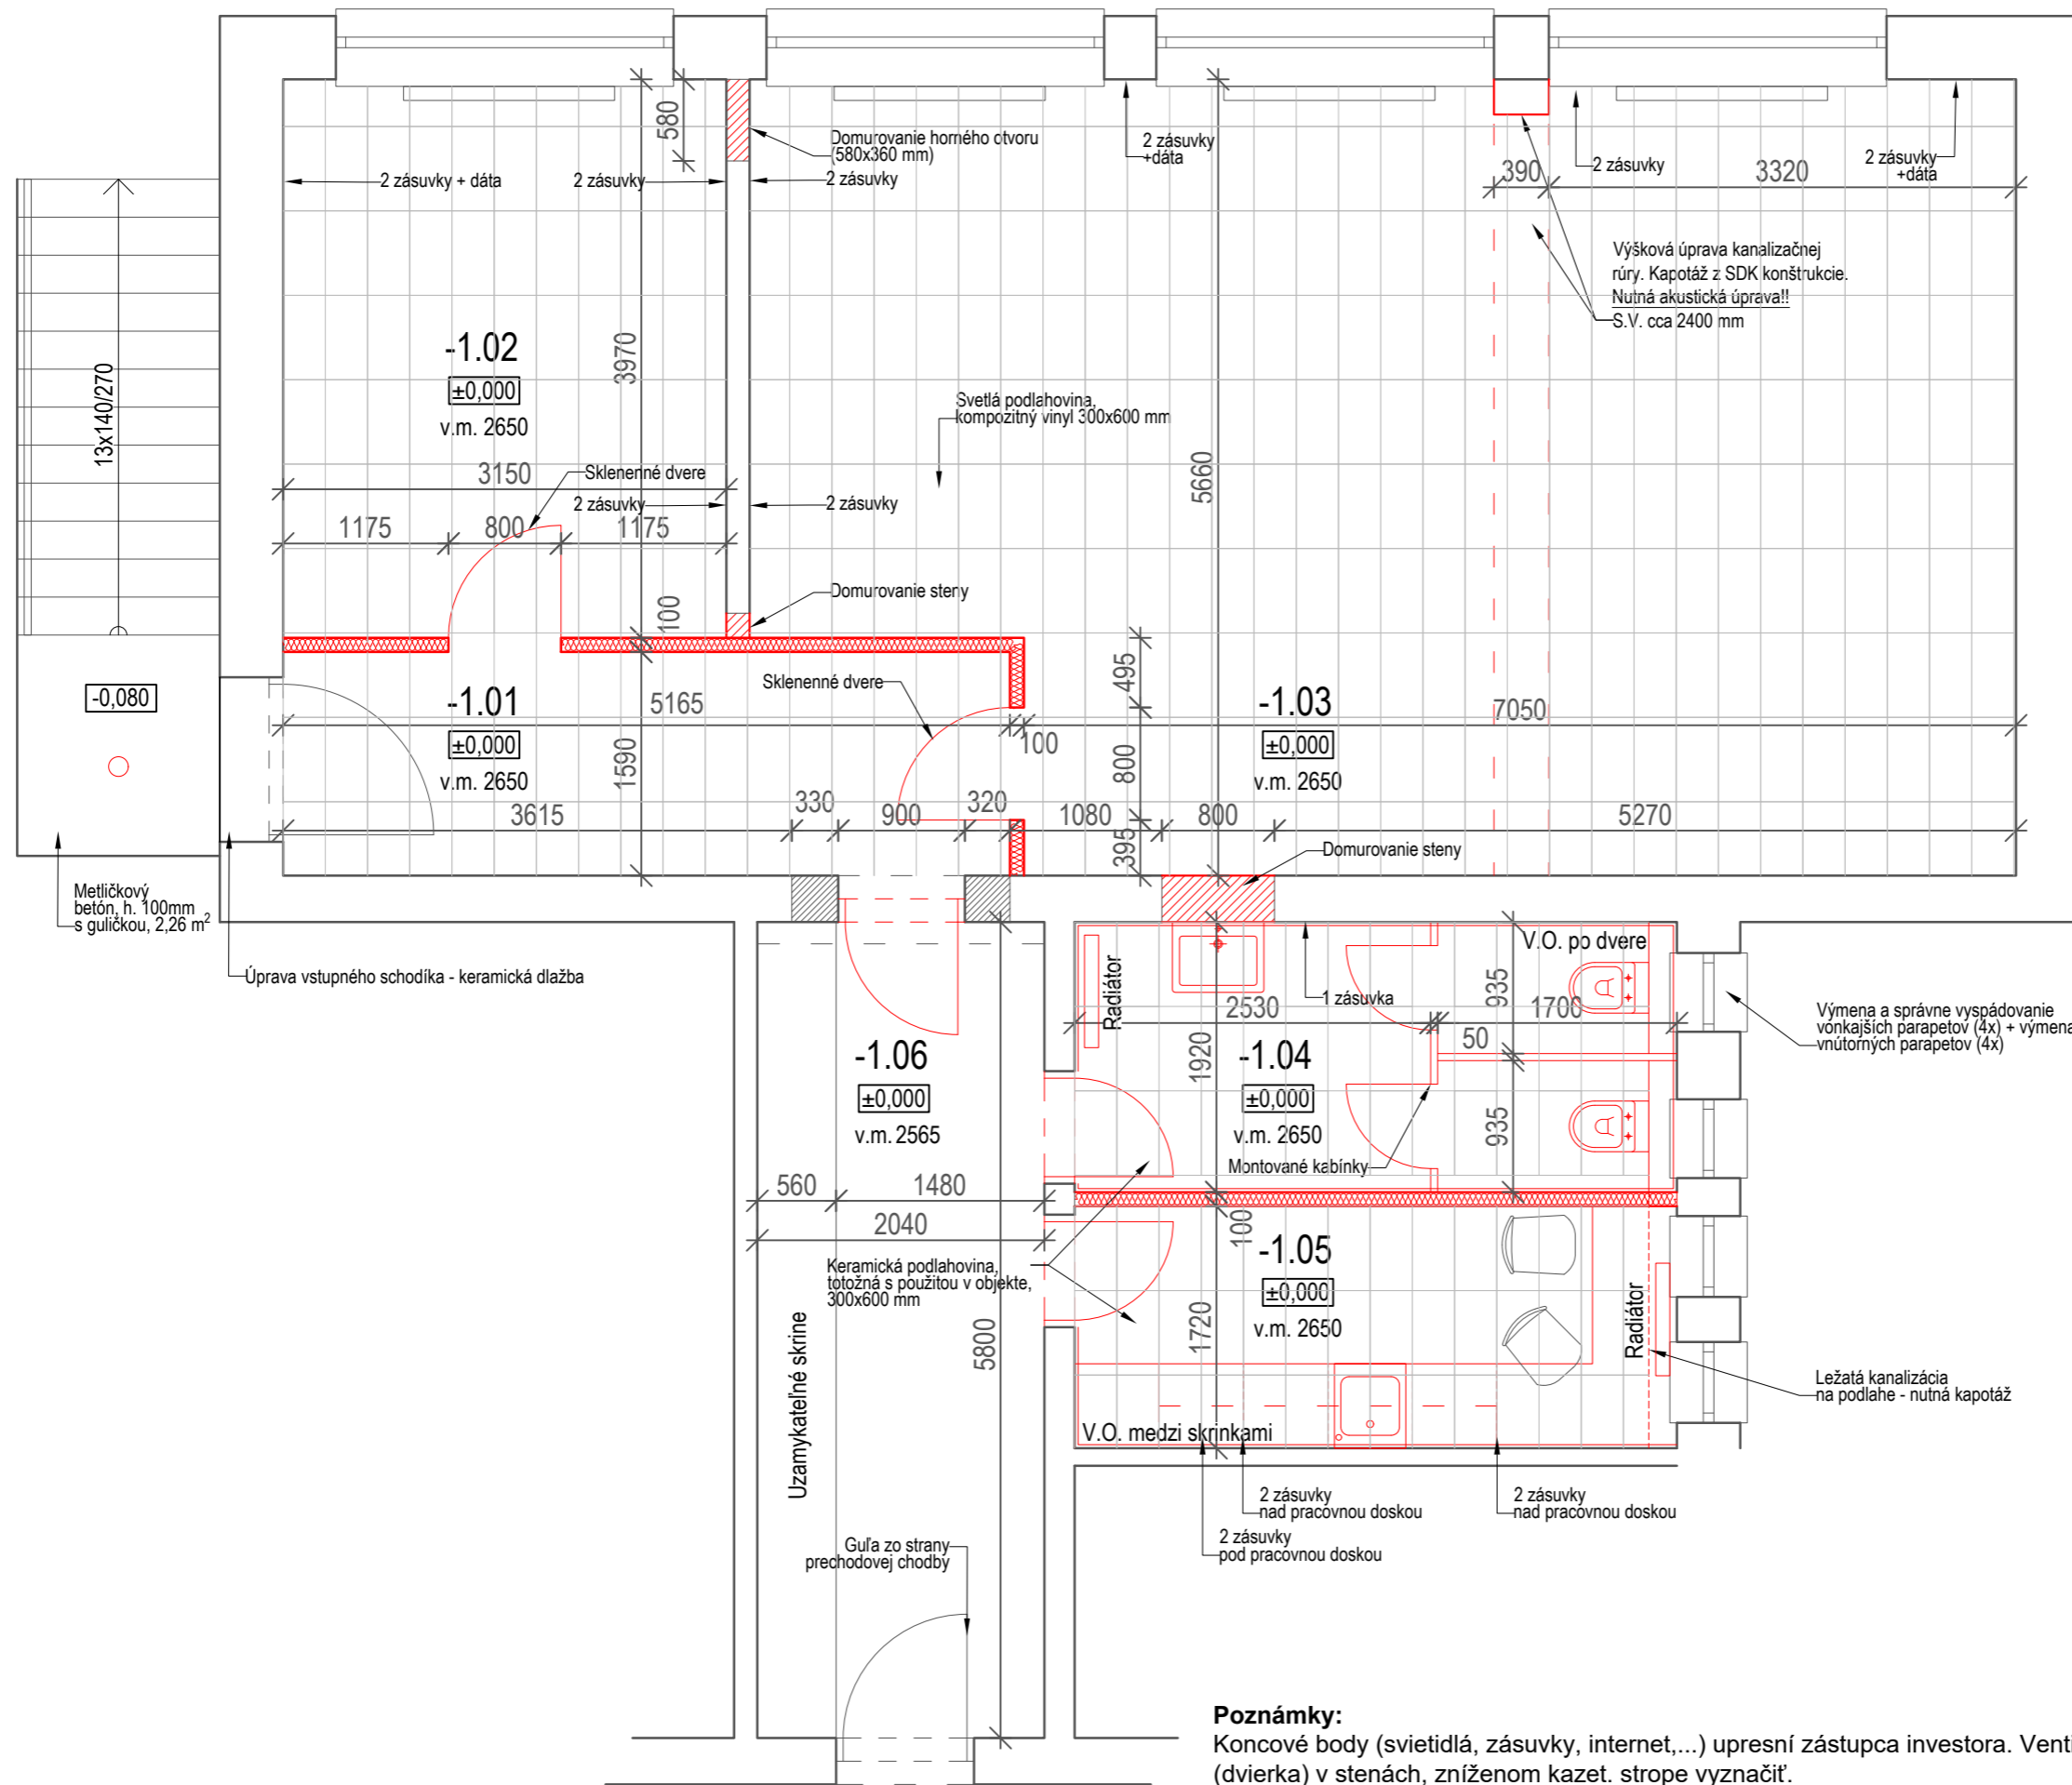 580
Domurovanie horného otvoru
(580x360 mm)
2 zásuvky
+dáta
2 zásuvky
2 zásuvky
+dáta
390
3320
2 zásuvky + dáta
2 zásuvky
2 zásuvky
Výšková úprava kanalizačnej
rúry. Kapotáž z SDK konštrukcie.
Nutná akustická úprava!!
S.V. cca 2400 mm
13x140/270
-1.02
±0,000
v.m. 2650
3970
Svetlá podlahovina,
kompozitný vinyl 300x600 mm
5660
3150
Sklenenné dvere
2 zásuvky
2 zásuvky
1175
800
1175
100
Domurovanie steny
-0,080
-1.01
±0,000
v.m. 2650
5165
1590
Sklenenné dvere
100
495
800
395
-1.03
±0,000
v.m. 2650
7050
3615
330
900
320
1080
800
5270
Domurovanie steny
Metličkový
betón, h. 100mm
s guličkou, 2,26 m²
Úprava vstupného schodíka - keramická dlažba
Radiátor
V.O. po dvere
1 zásuvka
2530
935
1700
50
Výmena a správne vyspádovanie
vonkajších parapetov (4x) + výmena
vnútorných parapetov (4x)
-1.06
±0,000
v.m. 2565
1920
-1.04
±0,000
v.m. 2650
935
Montované kabínky
560
1480
2040
100
-1.05
±0,000
v.m. 2650
Keramická podlahovina,
totožná s použitou v objekte,
300x600 mm
1720
5800
Radiátor
Uzamykateľné skrine
Ležatá kanalizácia
na podlahe - nutná kapotáž
V.O. medzi skrinkami
2 zásuvky
nad pracovnou doskou
2 zásuvky
nad pracovnou doskou
2 zásuvky
pod pracovnou doskou
Guľa zo strany
prechodovej chodby
Poznámky:
Koncové body (svietidlá, zásuvky, internet,...) upresní zástupca investora. Venti
(dvierka) v stenách, zníženom kazet. strope vyznačiť.